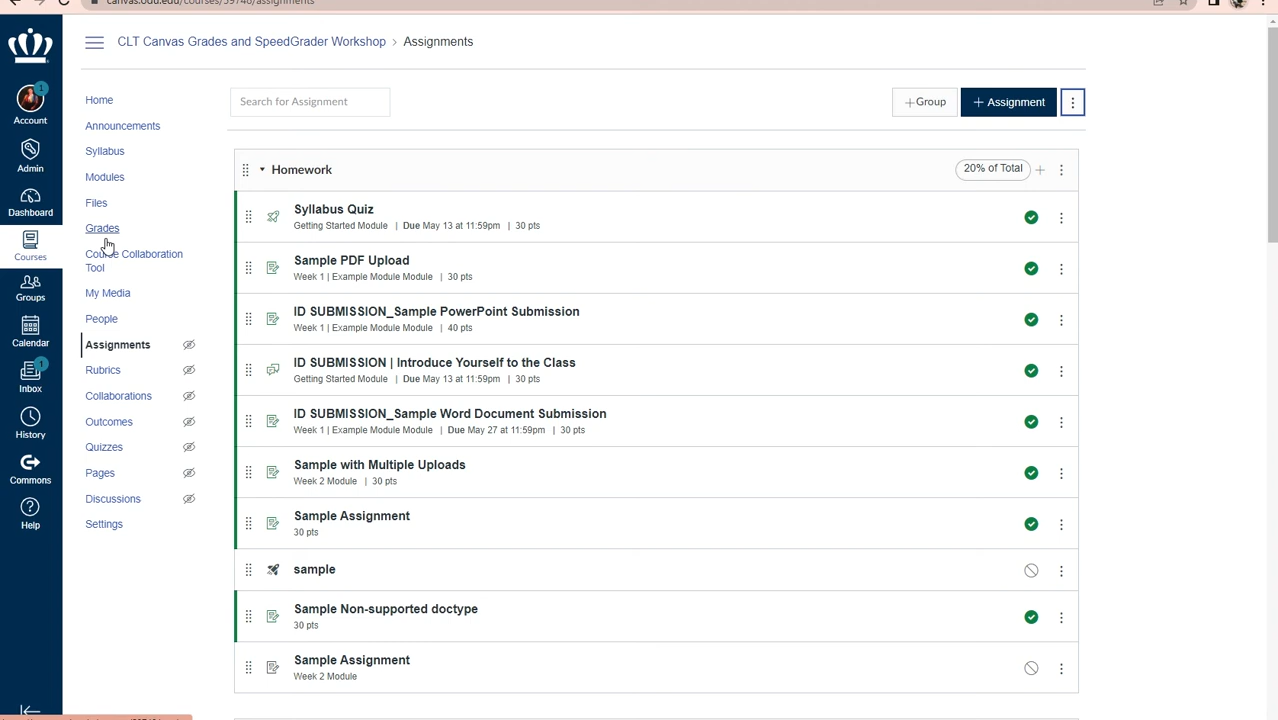 CLT Canvas Grades and SpeedGrader Workshop › Assignments
1
Account
Admin
Dashboard
Courses
Groups
Calendar
1
Inbox
History
Commons
Help
Home
Announcements
Syllabus
Modules
Files
Grades
Course Collaboration
Tool
My Media
People
Assignments
Rubrics
Collaborations
Outcomes
Quizzes
Pages
Discussions
Settings
Search for Assignment
+Group
+ Assignment
Homework
20% of Total
Syllabus Quiz
Getting Started Module | Due May 13 at 11:59pm | 30 pts
Sample PDF Upload
Week 1 | Example Module Module | 30 pts
ID SUBMISSION_Sample PowerPoint Submission
Week 1 | Example Module Module | 40 pts
ID SUBMISSION | Introduce Yourself to the Class
Getting Started Module | Due May 13 at 11:59pm | 30 pts
ID SUBMISSION_Sample Word Document Submission
Week 1 | Example Module Module | Due May 27 at 11:59pm | 30 pts
Sample with Multiple Uploads
Week 2 Module | 30 pts
Sample Assignment
30 pts
sample
Sample Non-supported doctype
30 pts
Sample Assignment
Week 2 Module